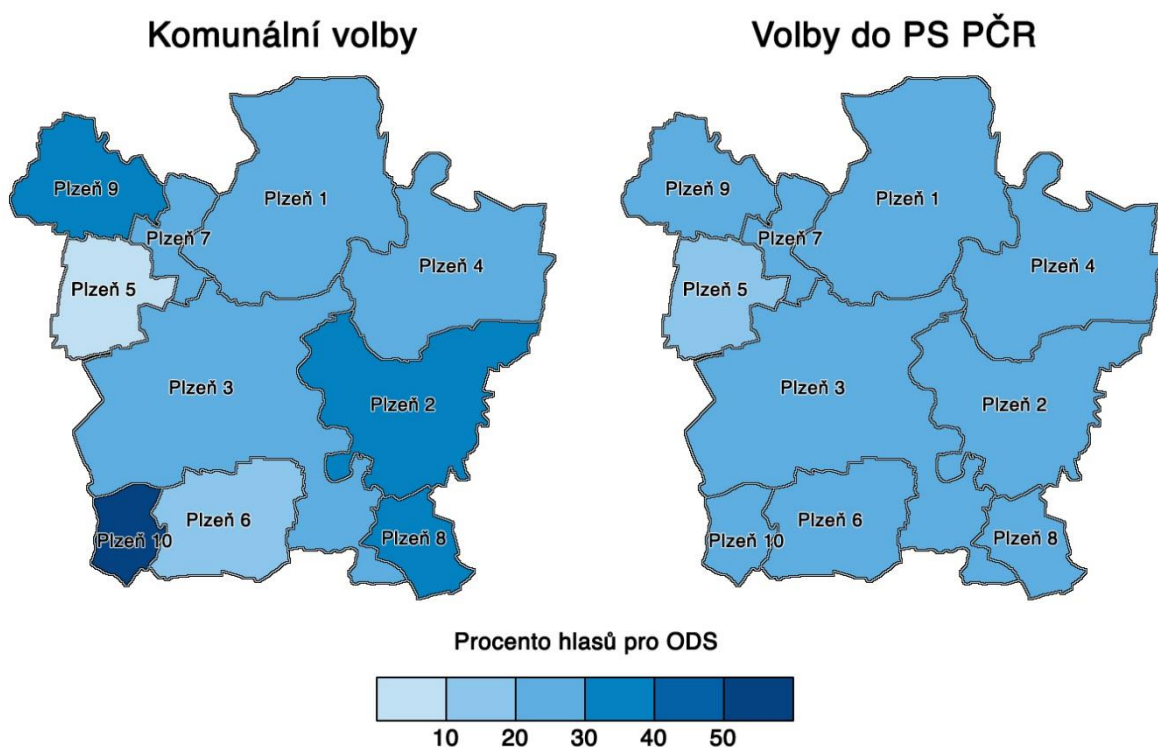 Komunální volby
Volby do PS PČR
Plzeň 9
Plzeň 1
Plzeň 7
Plzeň 4
Plzeň 5
Plzeň 3
Plzeň 2
Plzeň 6
Plzeň 10
Plzeň 8
Plzeň 9
Plzeň 1
Plzeň 7
Plzeň 4
Plzeň 5
Plzeň 3
Plzeň 2
Plzeň 6
Plzeň 10
Plzeň 8
Procento hlasů pro ODS
10 20 30 40 50